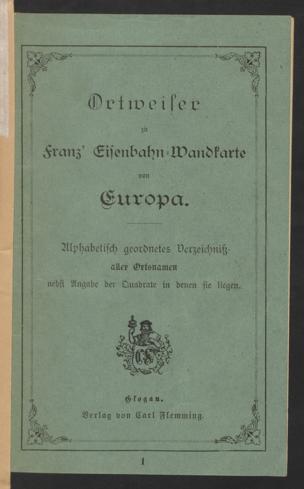 Ortweiser
zu
Franz' Eisenbahn-Wandkarte
von
Europa.
Alphabetisch geordnetes Verzeichniß
aller Ortsnamen
nebst Angabe der Quadrate in denen sie liegen.
Glogau.
Verlag von Carl Flemming.
1